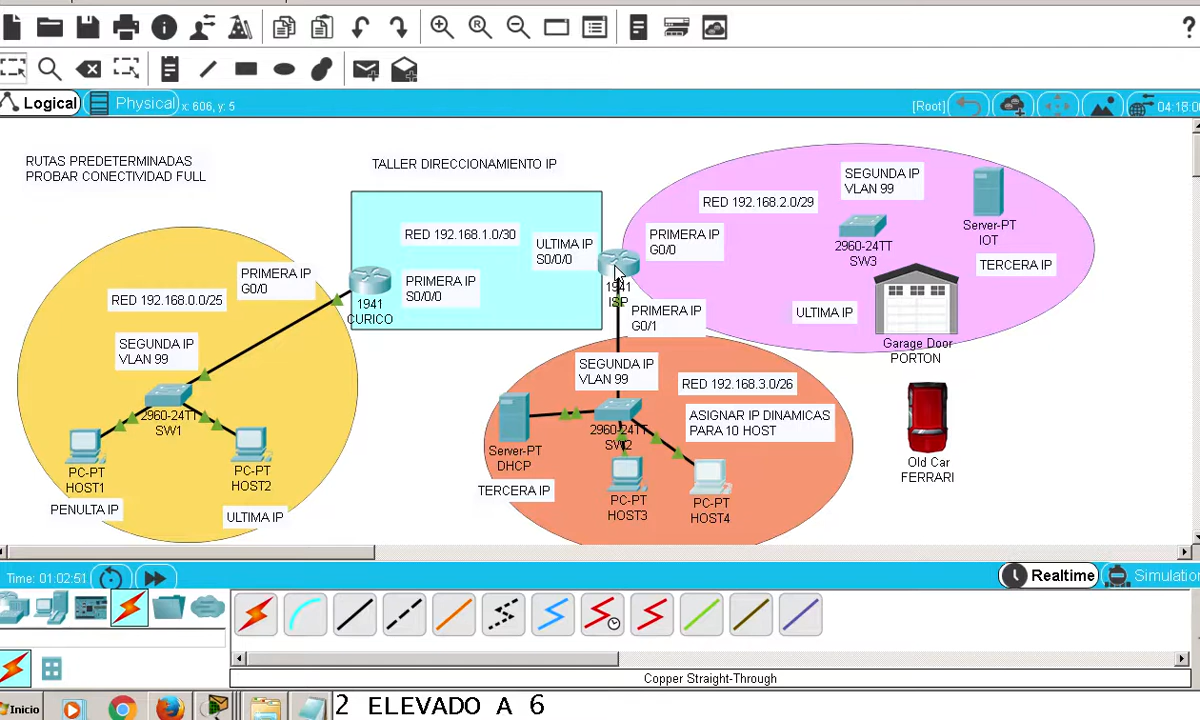 ?
Logical
Physical
x: 606, y: 5
[Root]
04:18:0
RUTAS PREDETERMINADAS
PROBAR CONECTIVIDAD FULL
TALLER DIRECCIONAMIENTO IP
RED 192.168.1.0/30
ULTIMA IP
S0/0/0
PRIMERA IP
G0/0
RED 192.168.2.0/29
SEGUNDA IP
VLAN 99
2960-24TT
SW3
Server-PT
IOT
TERCERA IP
PRIMERA IP
G0/0
RED 192.168.0.0/25
1941
CURICO
PRIMERA IP
S0/0/0
1941
ISP
PRIMERA IP
G0/1
ULTIMA IP
Garage Door
PORTON
SEGUNDA IP
VLAN 99
2960-24TT
SW1
PC-PT
HOST1
PENULTA IP
PC-PT
HOST2
ULTIMA IP
SEGUNDA IP
VLAN 99
RED 192.168.3.0/26
ASIGNAR IP DINAMICAS
PARA 10 HOST
2960-24TT
SW2
Server-PT
DHCP
TERCERA IP
PC-PT
HOST3
PC-PT
HOST4
Old Car
FERRARI
Time: 01:02:51
Realtime
Simulation
Copper Straight-Through
Inicio
2 ELEVADO A 6